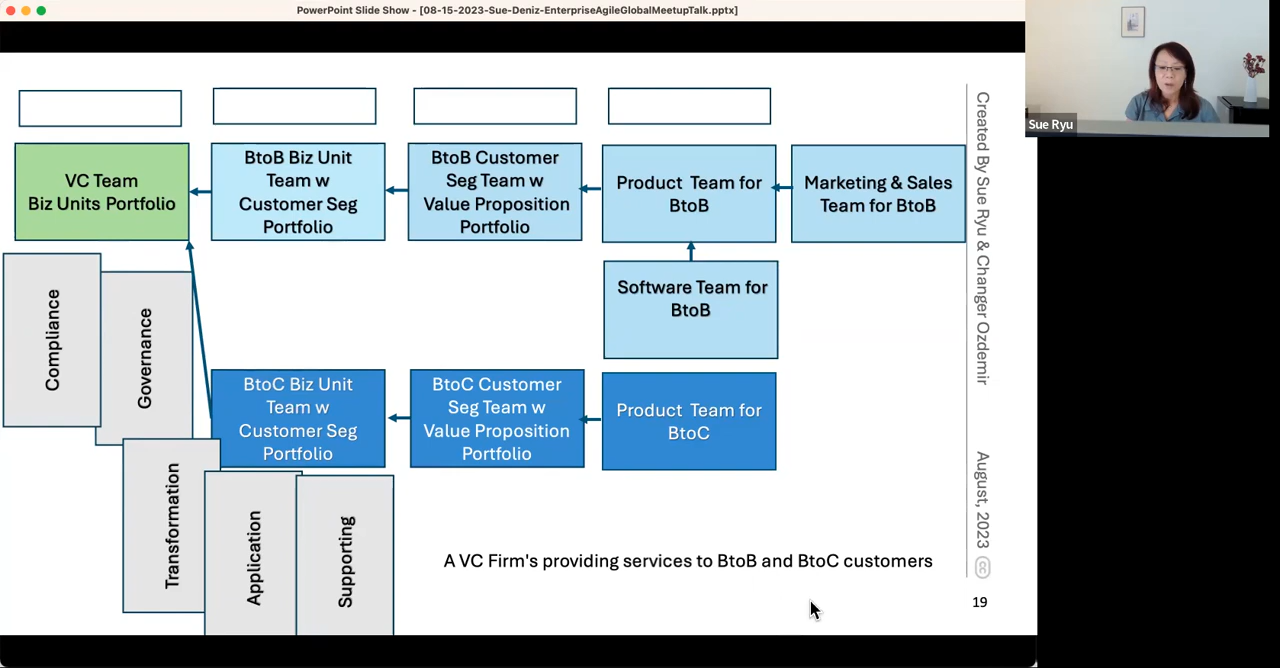 PowerPoint Slide Show - [08-15-2023-Sue-Deniz-EnterpriseAgileGlobalMeetupTalk.pptx]
Sue Ryu
VC Team
Biz Units Portfolio
BtoB Biz Unit
Team w
Customer Seg
Portfolio
BtoB Customer
Seg Team w
Value Proposition
Portfolio
Product Team for
BtoB
Marketing & Sales
Team for BtoB
Software Team for
BtoB
Compliance
Governance
BtoC Biz Unit
Team w
Customer Seg
Portfolio
BtoC Customer
Seg Team w
Value Proposition
Portfolio
Product Team for
BtoC
Transformation
Application
Supporting
A VC Firm's providing services to BtoB and BtoC customers
Created By Sue Ryu & Changer Ozdemir
August, 2023
cc
19